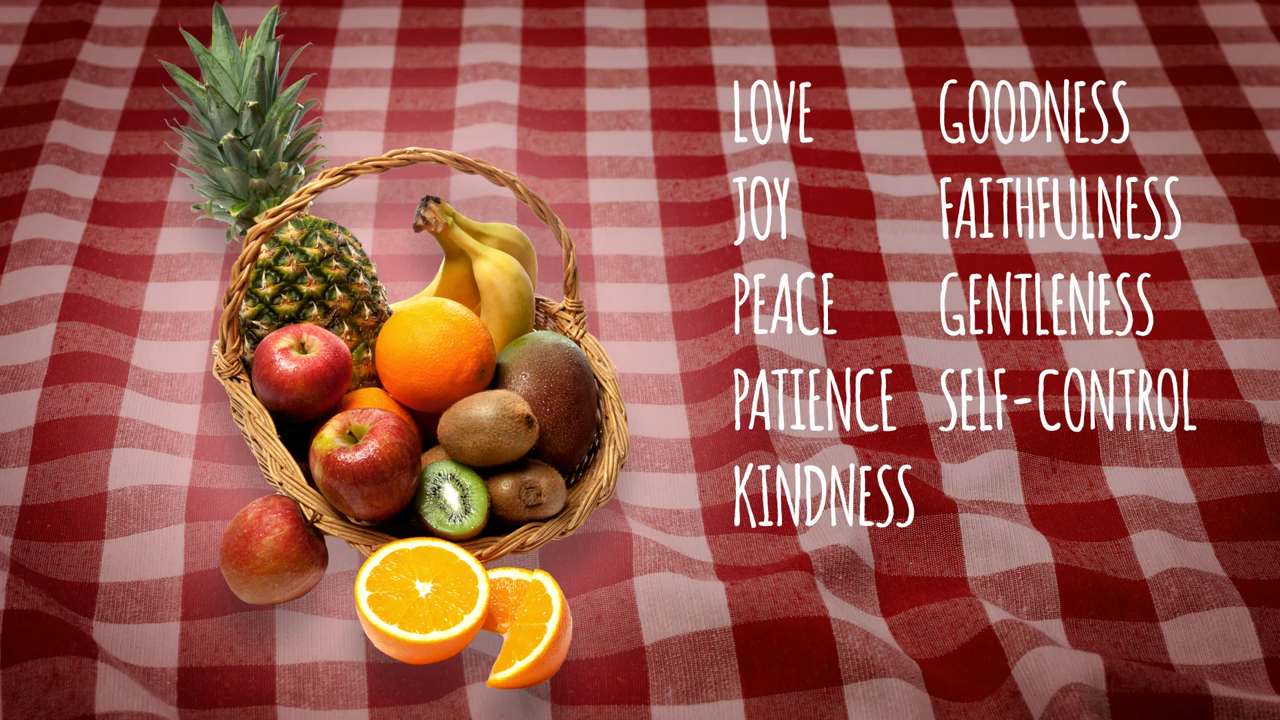 LOVE
JOY
PEACE
PATIENCE
KINDNESS
GOODNESS
FAITHFULNESS
GENTLENESS
SELF-CONTROL